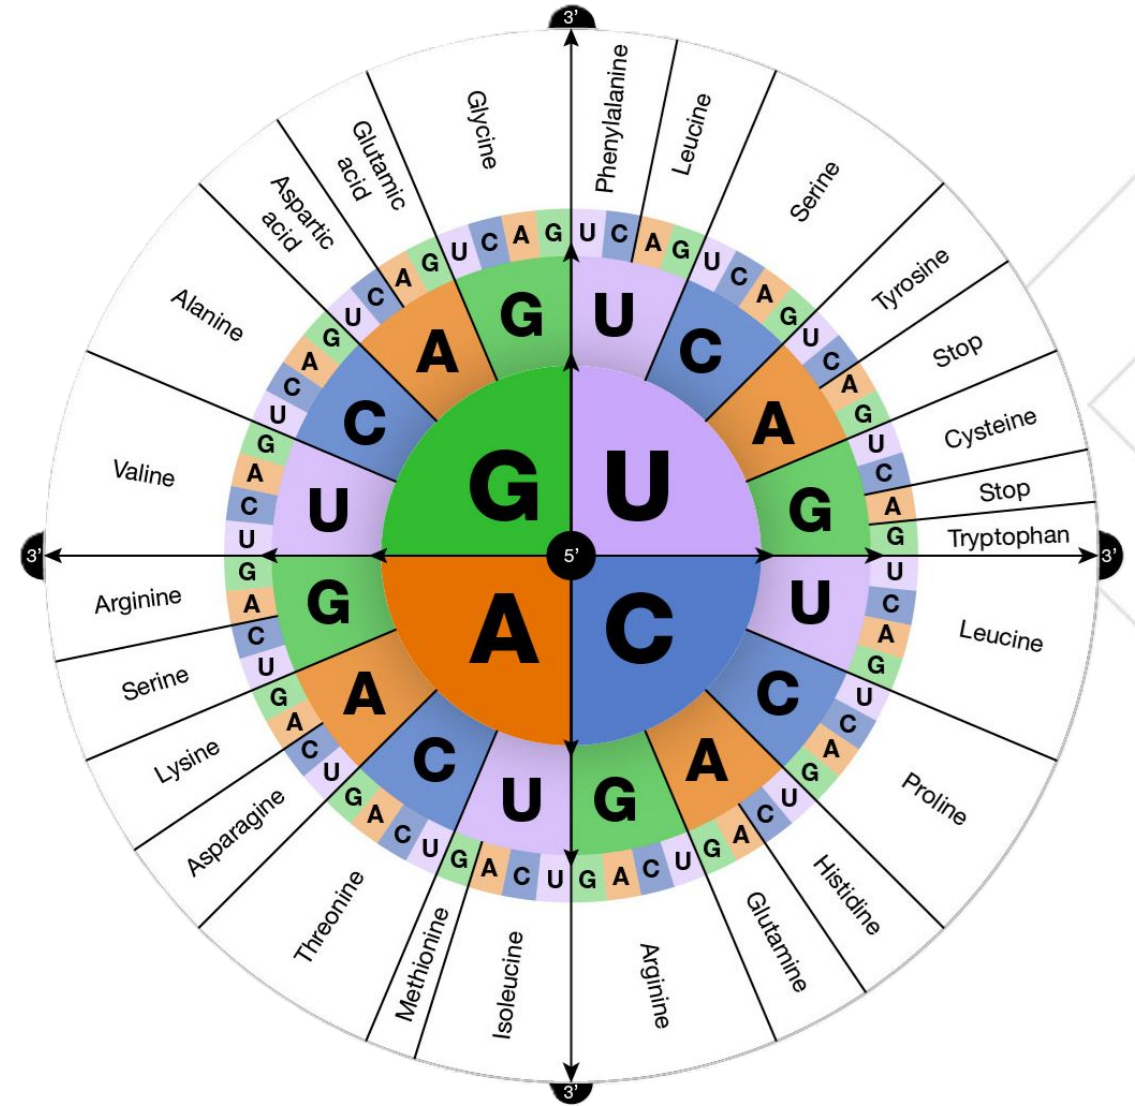 3'
Phenylalanine
Leucine
Serine
Tyrosine
Stop
Cysteine
Stop
Tryptophan
3'
Leucine
Proline
Histidine
Glutamine
Arginine
3'
Isoleucine
Methionine
Threonine
Asparagine
Lysine
Serine
Arginine
3'
Valine
Alanine
Aspartic
acid
Glutamic
acid
Glycine
U C A G U C A G U C A G U C A G
U C A G U C A G U C A G U C A G
U C A G U C A G U C A G U C A G
U C A G U C A G U C A G U C A G
U C A G
U C A G
U C A G
U C A G
G U
5'
A C